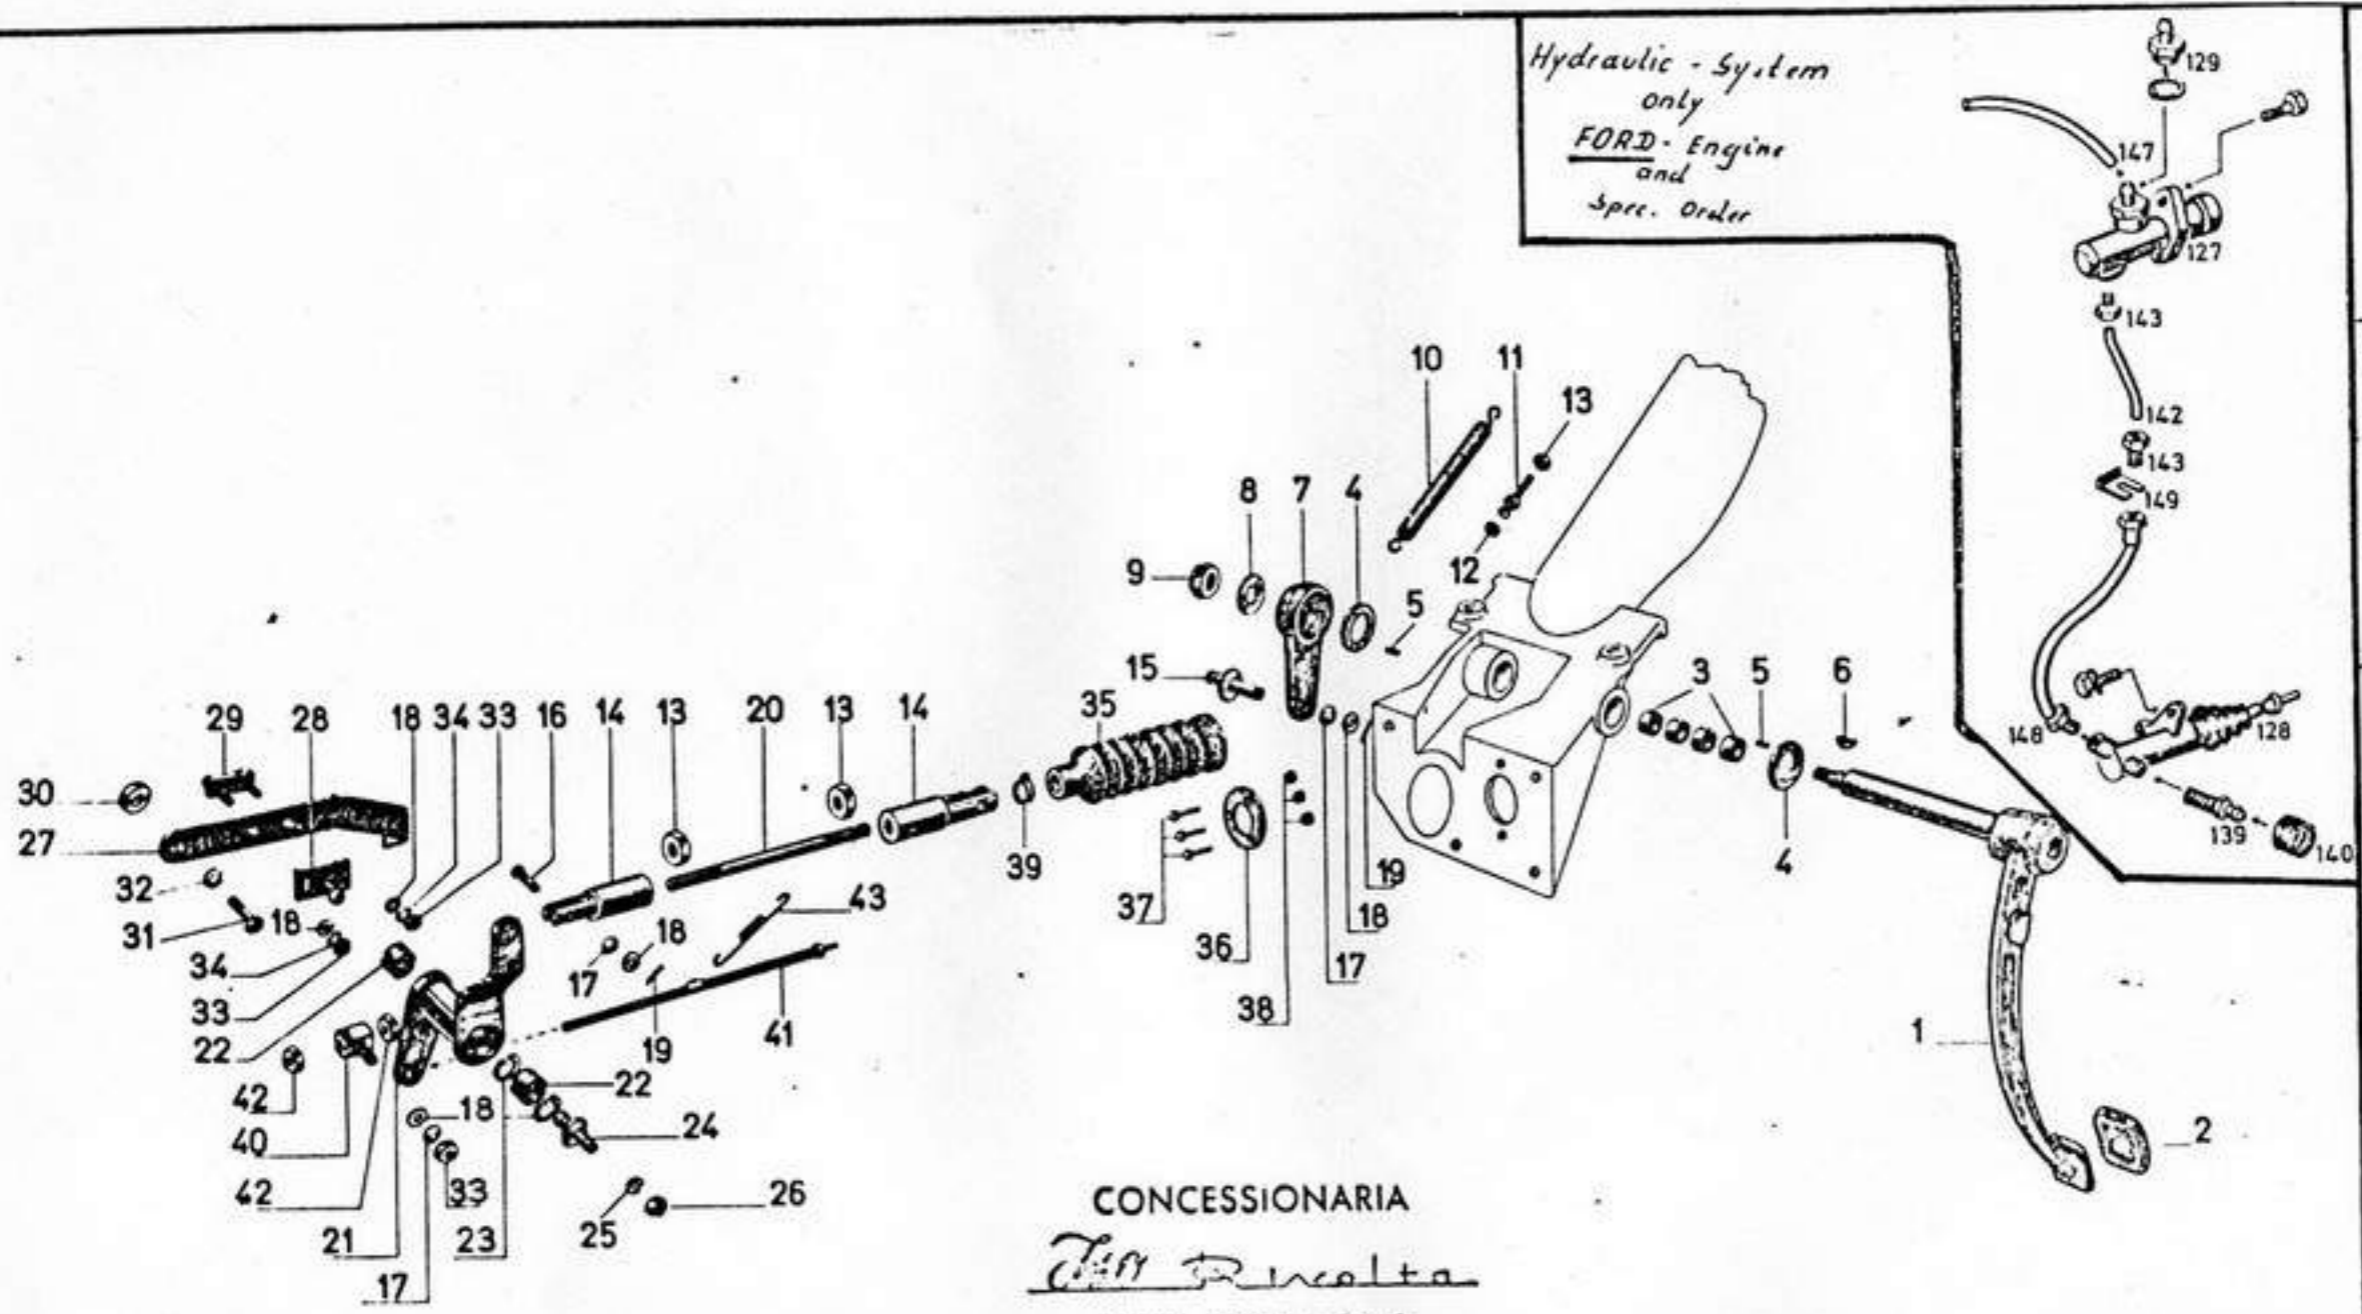 Hydraulic - System
only
FORD - Engine
and
Spec. Order
129
147
127
143
142
143
149
148
128
139
140
10 11 13
8 7 4
9 12 5
15 3 5 6
29 28 18 34 33 16 14 13 20 13 14 35
30
27 39 19 4
32 43 37 18
31 18 18 36 17
34 17
33 38
22 19 41 1
42 22
40 18 24 2
42 33 25 26
21 23
17
CONCESSIONARIA
Rivolta